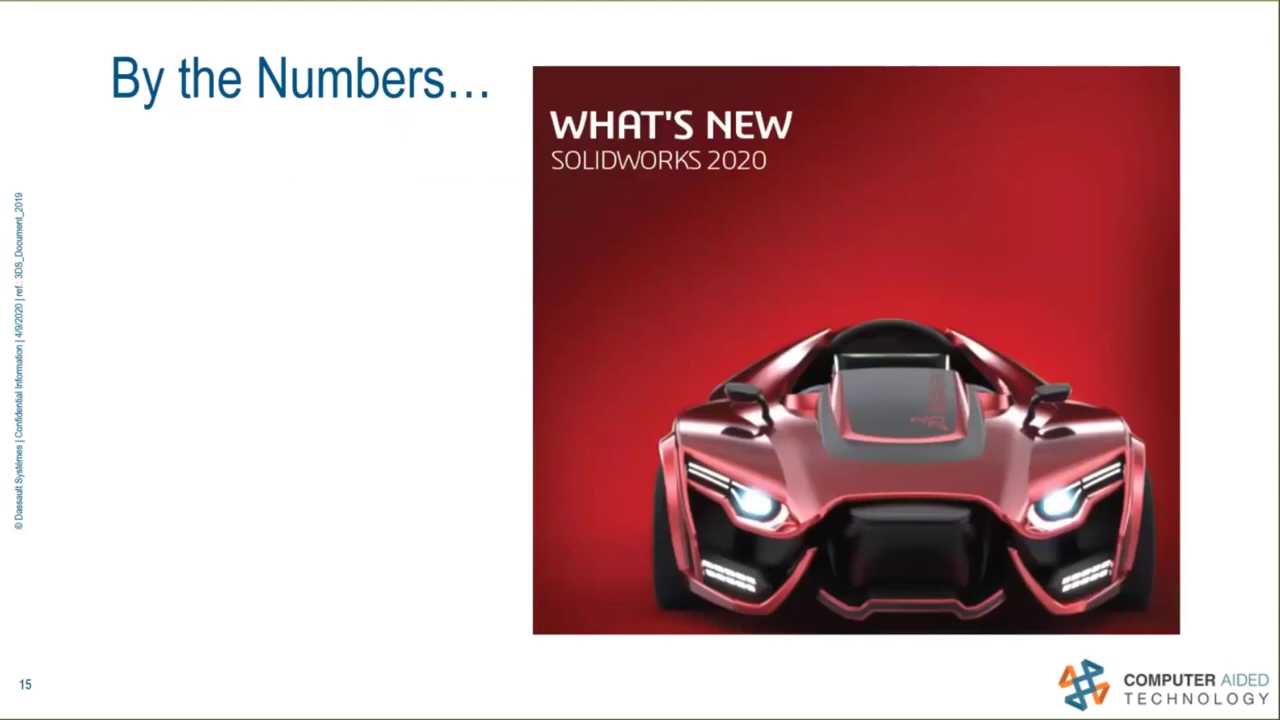 By the Numbers…
WHAT'S NEW
SOLIDWORKS 2020
© Dassault Systèmes | Confidential Information | 4/9/2020 | ref.: 3DS_Document_2019
15
COMPUTER AIDED
TECHNOLOGY